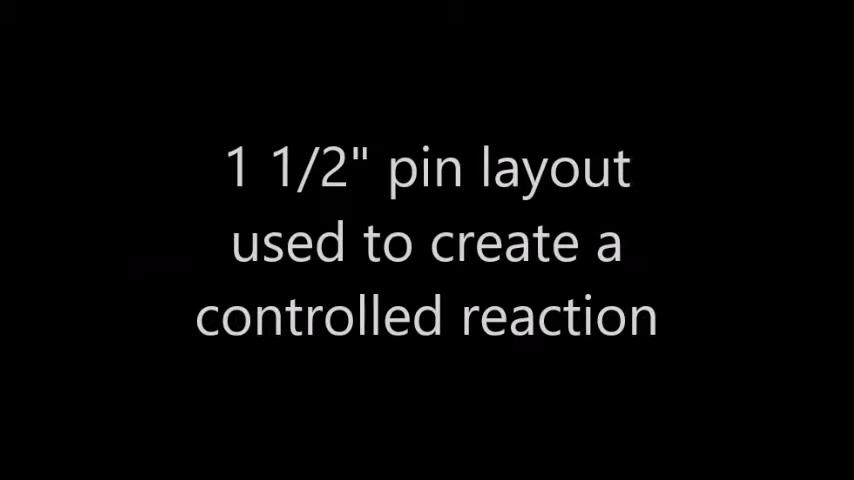 1 1/2" pin layout
used to create a
controlled reaction